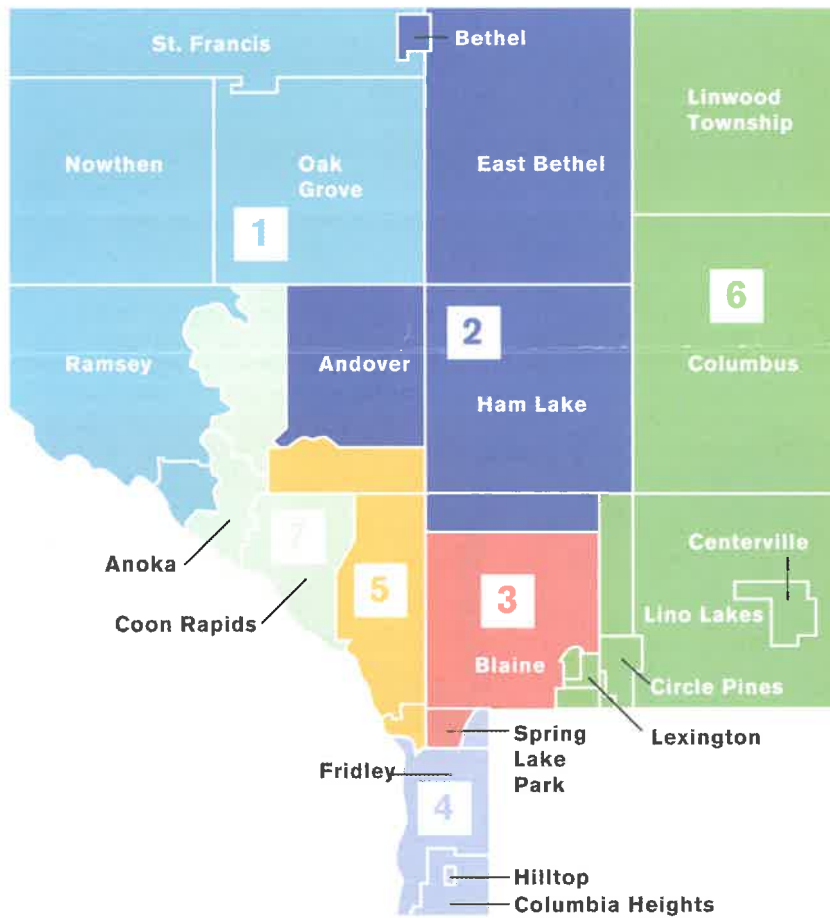 St. Francis
Bethel
Linwood
Township
Nowthen
Oak
Grove
East Bethel
1
6
2
Ramsey
Andover
Columbus
Ham Lake
7
Centerville
Anoka
5
3
Coon Rapids
Lino Lakes
Blaine
Circle Pines
Spring
Lake
Park
Lexington
Fridley
4
Hilltop
Columbia Heights